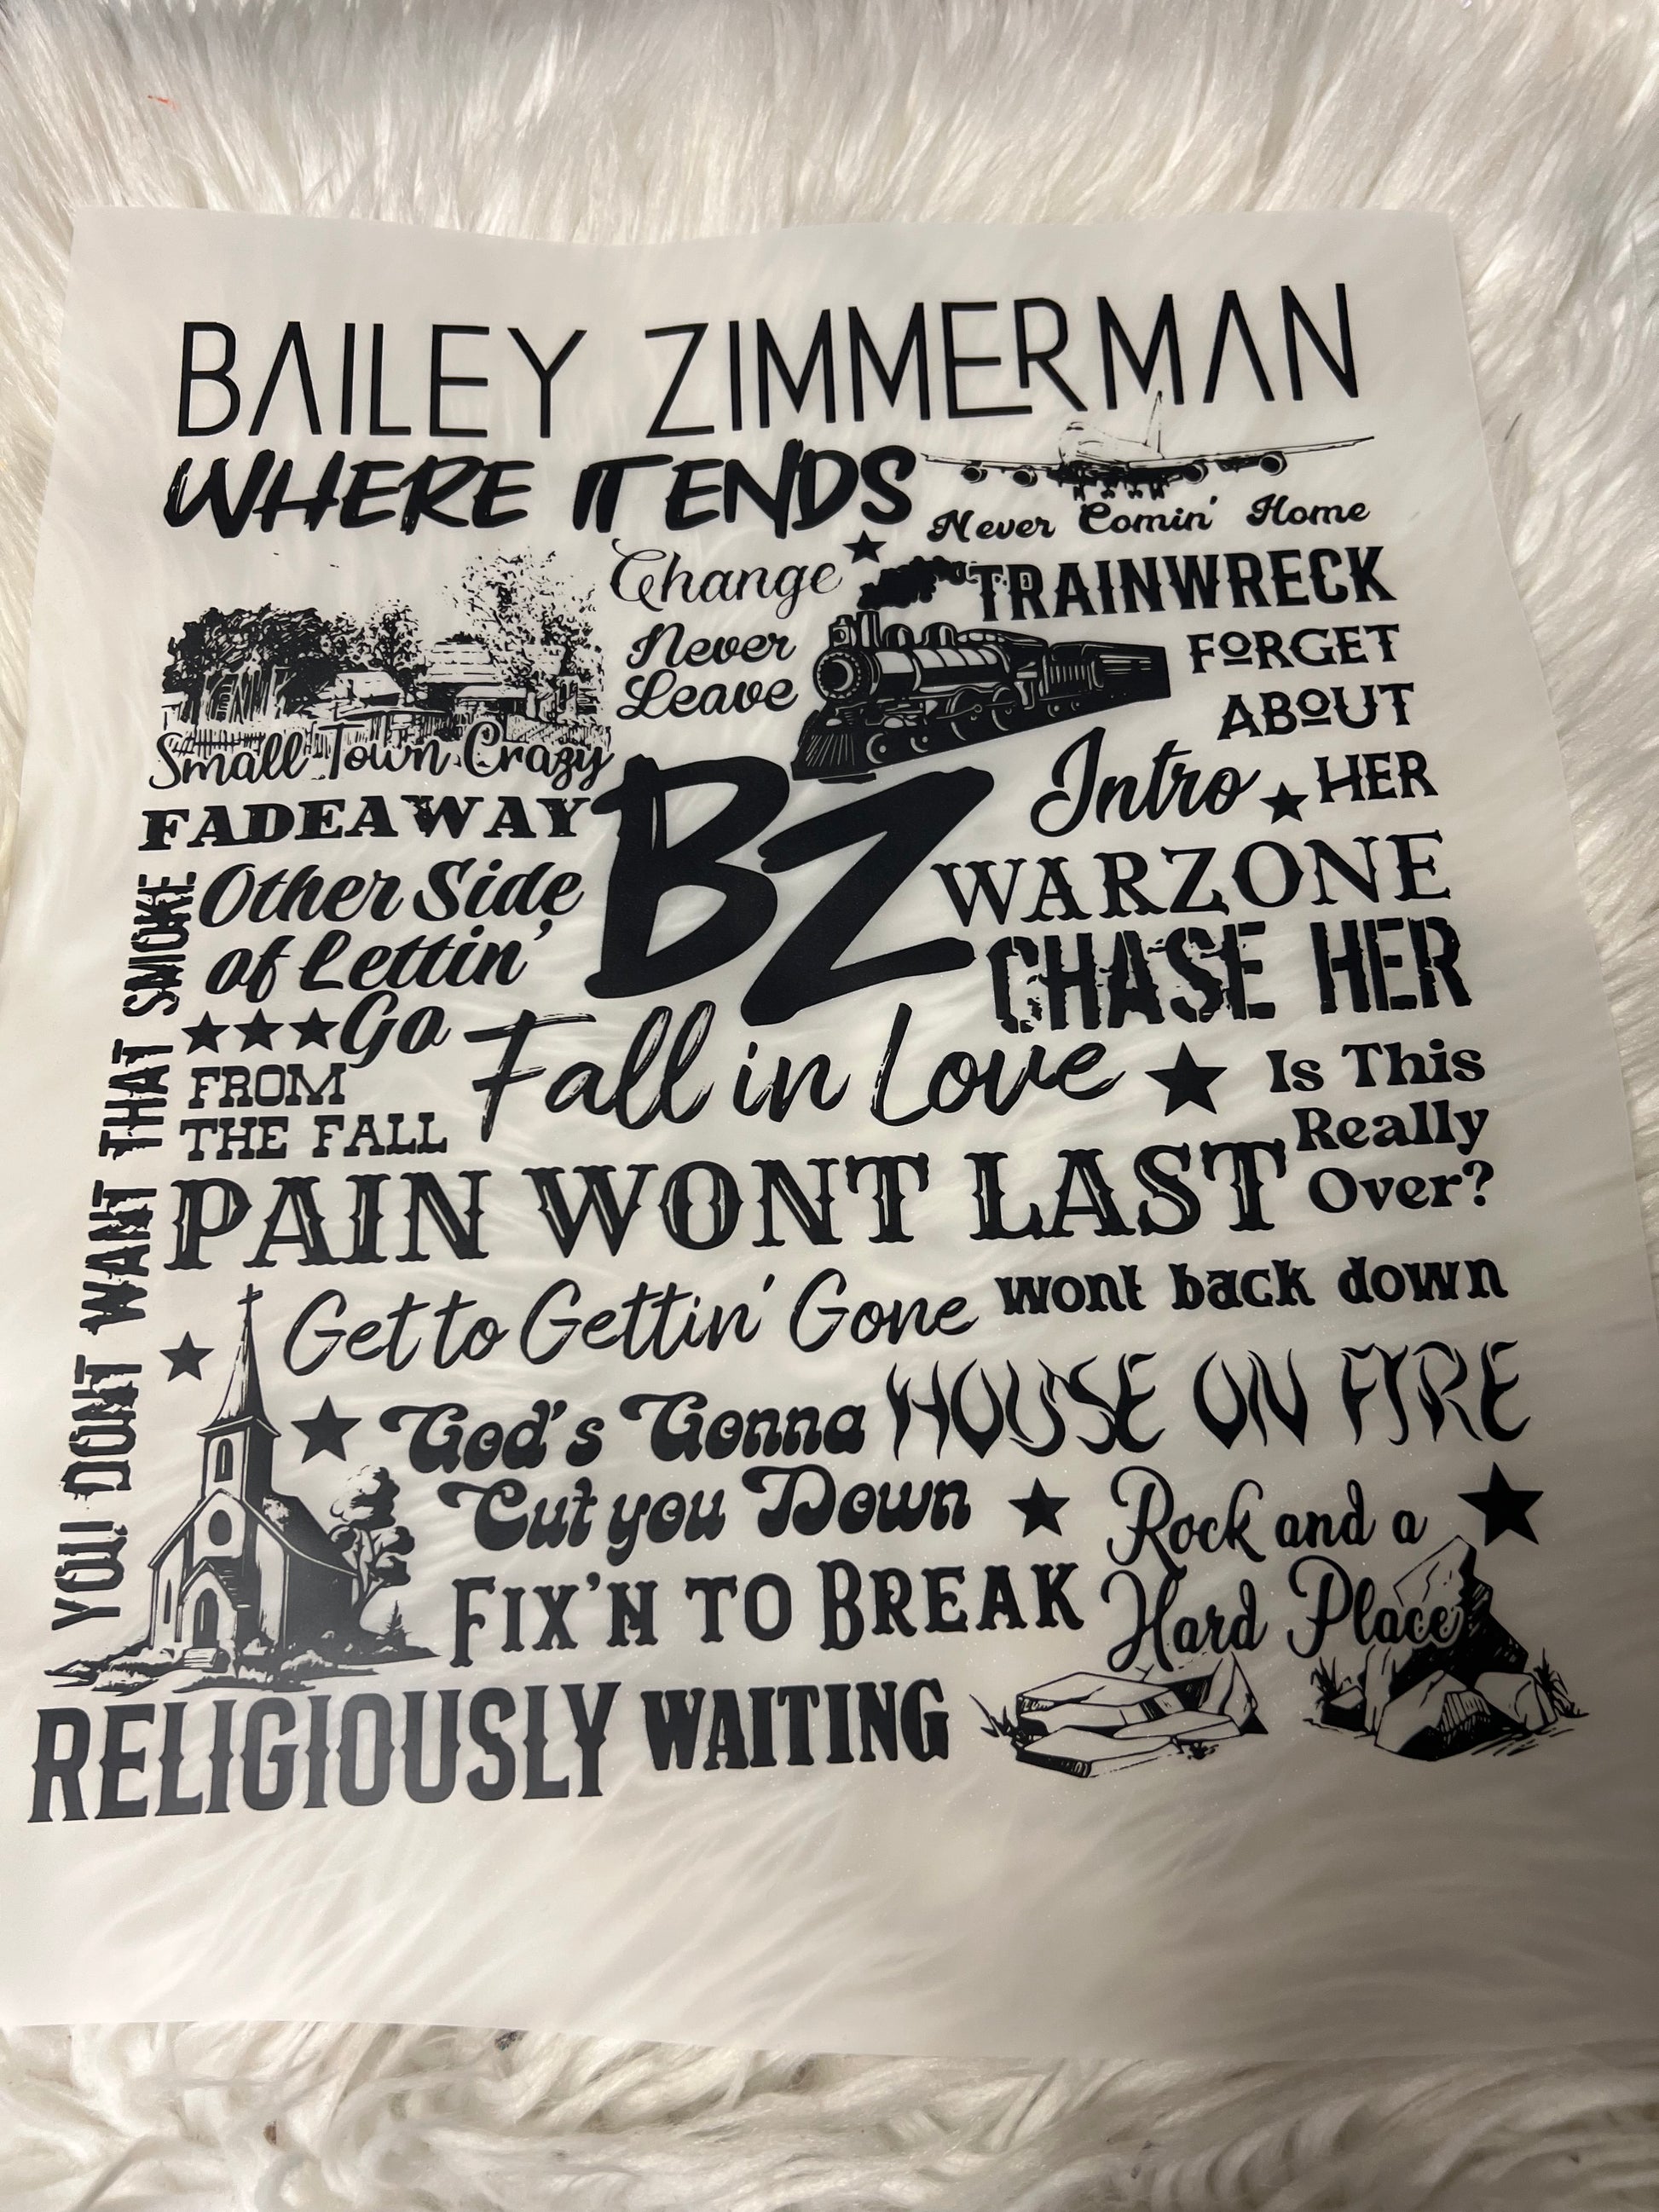 BAILEY ZIMMERMAN
WHERE IT ENDS
Never Comin' Home
Change
TRAINWRECK
Never
Leave
FORGET
ABOUT
HER
Small Town Crazy
BZ
Intro
FADEAWAY
WARZONE
Other Side
of Lettin'
Go
CHASE HER
YOU DONT WANT THAT SMOKE
FROM
THE FALL
Fall in Love
Is This
Really
Over?
PAIN WONT LAST
Get to Gettin' Gone
wont back down
God's Gonna
Cut you Down
HOUSE ON FIRE
Rock and a
Hard Place
FIX'N TO BREAK
RELIGIOUSLY
WAITING